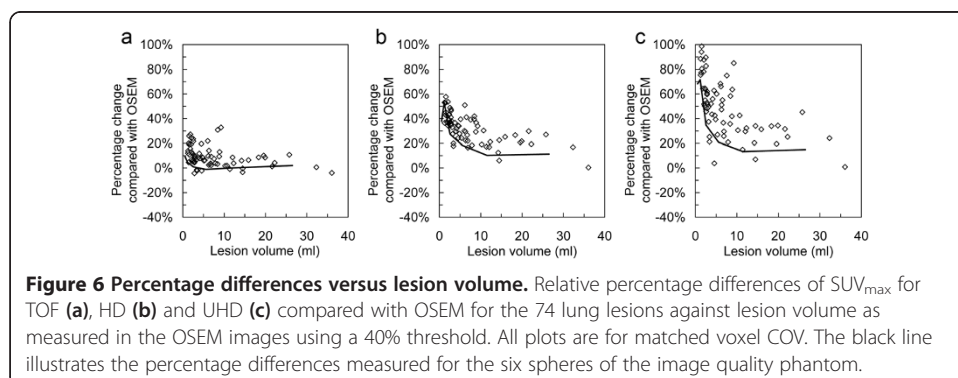 a b c
100% 100% 100%
80% 80% 80%
60% 60% 60%
40% 40% 40%
20% 20% 20%
0% 0% 0%
-20% -20% -20%
-40% -40% -40%
Percentage change compared with OSEM
Percentage change compared with OSEM
Percentage change compared with OSEM
0 10 20 30 40 0 10 20 30 40 0 10 20 30 40
Lesion volume (ml) Lesion volume (ml) Lesion volume (ml)
Figure 6 Percentage differences versus lesion volume. Relative percentage differences of SUVmax for
TOF (a), HD (b) and UHD (c) compared with OSEM for the 74 lung lesions against lesion volume as
measured in the OSEM images using a 40% threshold. All plots are for matched voxel COV. The black line
illustrates the percentage differences measured for the six spheres of the image quality phantom.